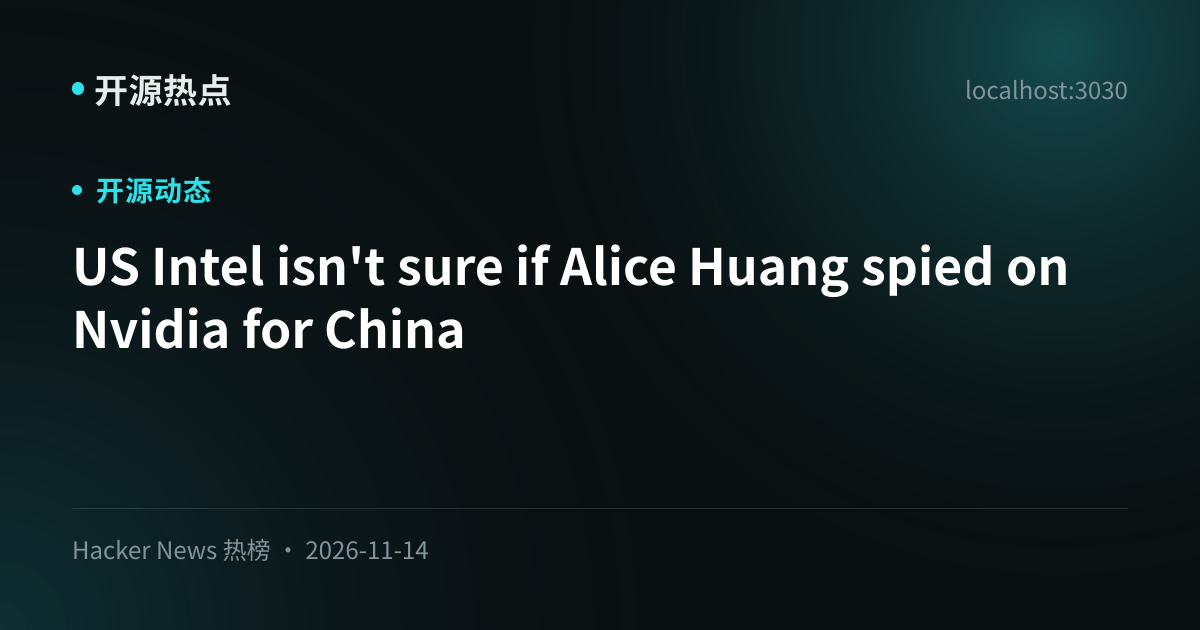 开源热点
localhost:3030
开源动态
US Intel isn't sure if Alice Huang spied on
Nvidia for China
Hacker News 热榜 · 2026-11-14